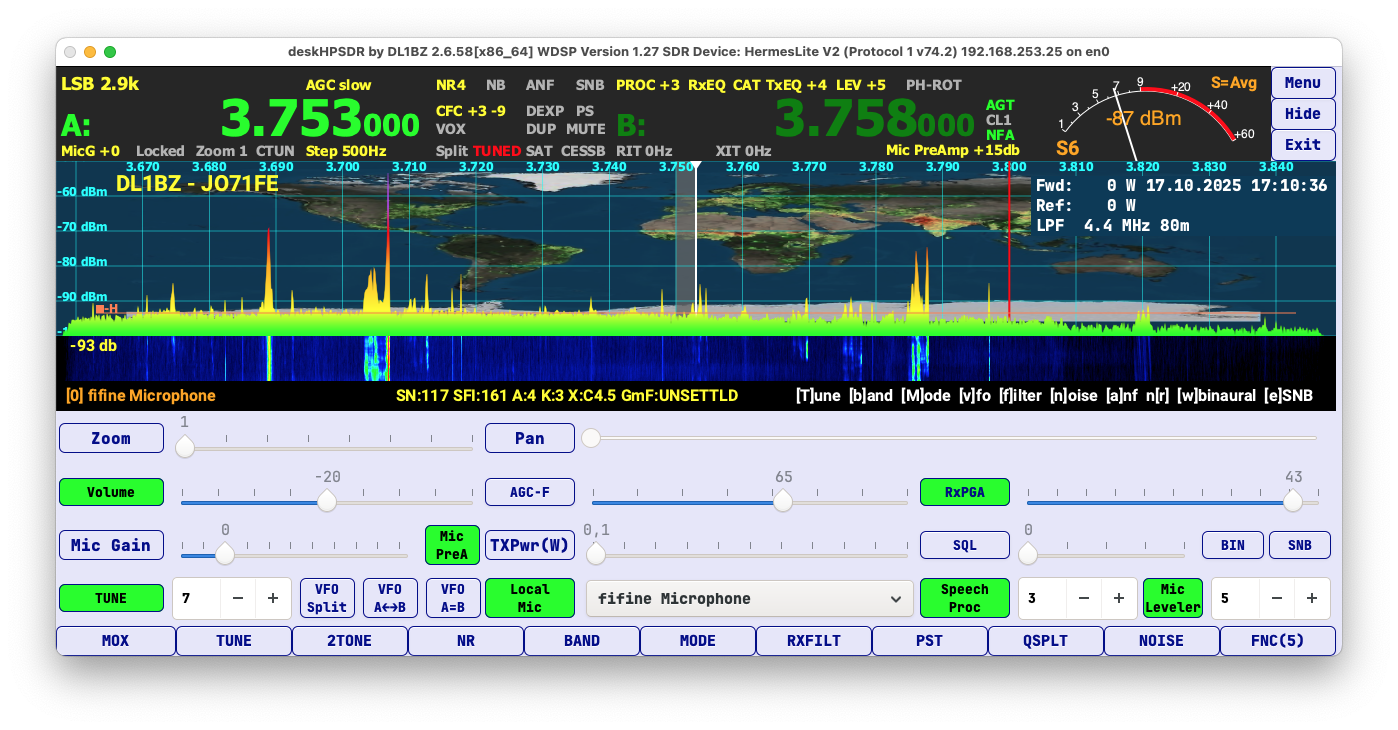 deskHPSDR by DL1BZ 2.6.58[x86_64] WDSP Version 1.27 SDR Device: HermesLite V2 (Protocol 1 v74.2) 192.168.253.25 on en0
LSB 2.9k AGC slow NR4 NB ANF SNB PROC +3 RxEQ CAT TxEQ +4 LEV +5 PH-ROT
A: 3.753000 CFC +3 -9 DEXP PS B: 3.758000 AGT
VOX DUP MUTE CL1
NFA
MicG +0 Locked Zoom 1 CTUN Step 500Hz Split TUNED SAT CESSB RIT 0Hz XIT 0Hz Mic PreAmp +15db
1 3 5 7 9 +20 +40 +60
S=Avg
-87 dBm
S6
Menu
Hide
Exit
3.670 3.680 3.690 3.700 3.710 3.720 3.730 3.740 3.750 3.760 3.770 3.780 3.790 3.800 3.810 3.820 3.830 3.840
DL1BZ - JO71FE
-60 dBm
-70 dBm
-80 dBm
-90 dBm
-H
Fwd: 0 W 17.10.2025 17:10:36
Ref: 0 W
LPF 4.4 MHz 80m
-93 db
[0] fifine Microphone SN:117 SFI:161 A:4 K:3 X:C4.5 GmF:UNSETTLD [T]une [b]and [M]ode [v]fo [f]ilter [n]oise [a]nf n[r] [w]binaural [e]SNB
Zoom 1 Pan
Volume -20 AGC-F 65 RxPGA 43
Mic Gain 0 Mic PreA TXPwr(W) 0,1 SQL 0 BIN SNB
TUNE 7 − + VFO Split VFO A↔B VFO A=B Local Mic fifine Microphone Speech Proc 3 − + Mic Leveler 5 − +
MOX TUNE 2TONE NR BAND MODE RXFILT PST QSPLT NOISE FNC(5)